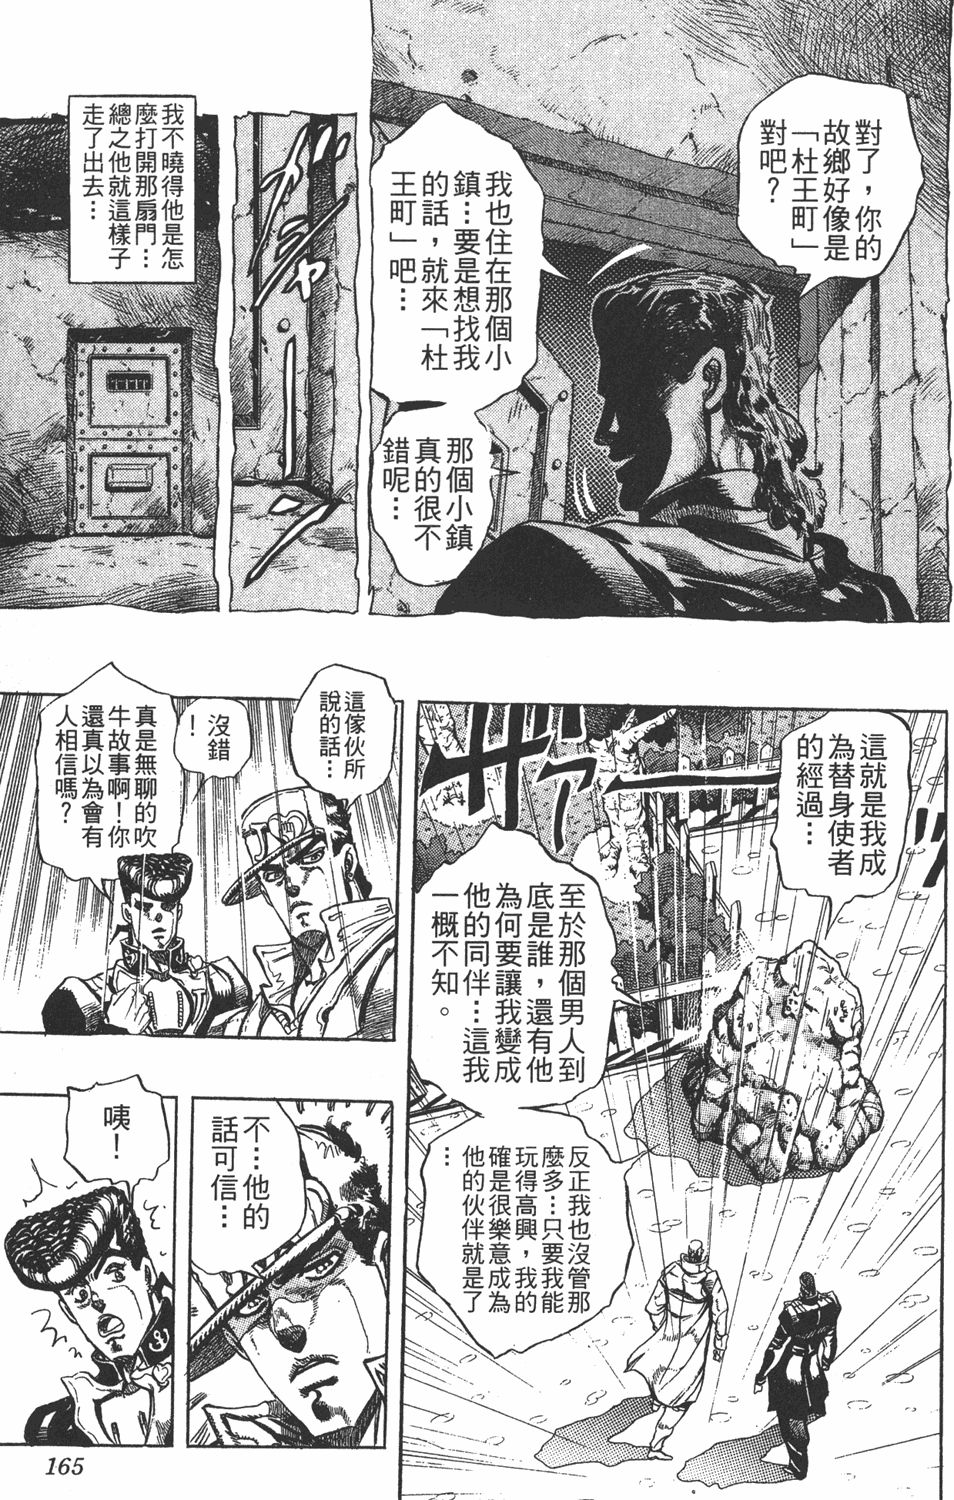 對了，你的
故鄉好像是
「杜王町」
對吧？
我也住在那個小
鎮…要是想找我
的話，就來「杜
王町」吧…
那個小鎮
真的很不
錯呢…
我不曉得他是怎
麼打開那扇門…
總之他就這樣子
走了出去…
這就是我成
為替身使者
的經過…
至於那個男人到
底是誰，還有他
為何要讓我變成
他的同伴…這我
一概不知。
反正我也沒管那
麼多…只要我能
玩得高興，我的
確是很樂意成為
他的伙伴就是了
…
這傢伙所
說的話…
沒錯
！
真是無聊的吹
牛故事啊！你
還真以為會有
人相信嗎？
不…他的
話可信…
咦！
165